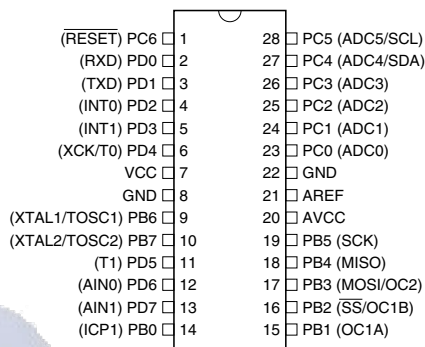 (RESET) PC6 1 28 PC5 (ADC5/SCL)
(RXD) PD0 2 27 PC4 (ADC4/SDA)
(TXD) PD1 3 26 PC3 (ADC3)
(INT0) PD2 4 25 PC2 (ADC2)
(INT1) PD3 5 24 PC1 (ADC1)
(XCK/T0) PD4 6 23 PC0 (ADC0)
VCC 7 22 GND
GND 8 21 AREF
(XTAL1/TOSC1) PB6 9 20 AVCC
(XTAL2/TOSC2) PB7 10 19 PB5 (SCK)
(T1) PD5 11 18 PB4 (MISO)
(AIN0) PD6 12 17 PB3 (MOSI/OC2)
(AIN1) PD7 13 16 PB2 (SS/OC1B)
(ICP1) PB0 14 15 PB1 (OC1A)